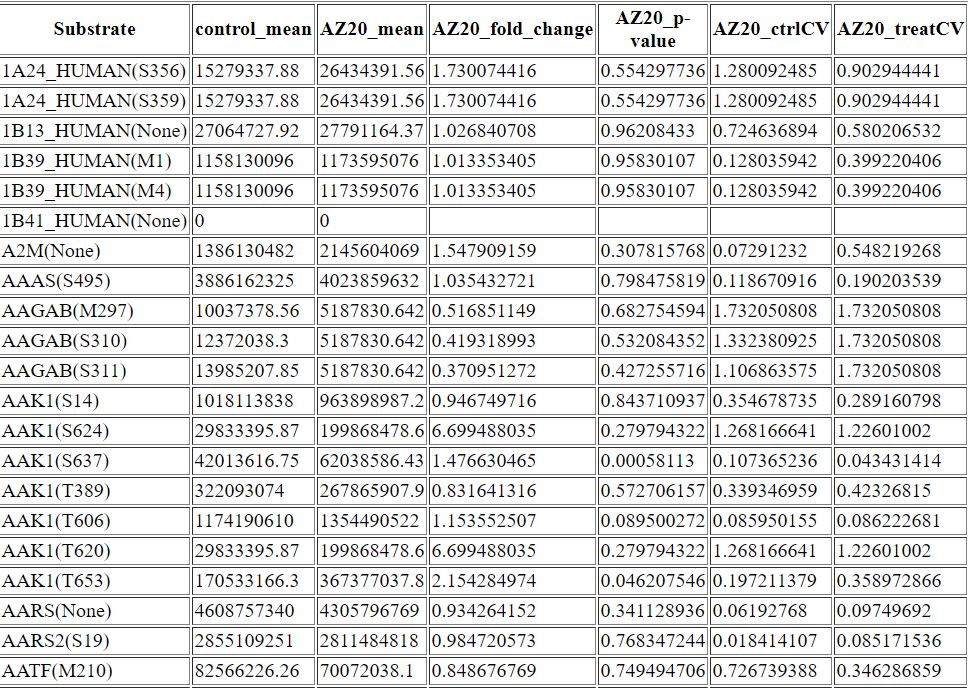 Substrate control_mean AZ20_mean AZ20_fold_change AZ20_p-value AZ20_ctrlCV AZ20_treatCV
1A24_HUMAN(S356) 15279337.88 26434391.56 1.730074416 0.554297736 1.280092485 0.902944441
1A24_HUMAN(S359) 15279337.88 26434391.56 1.730074416 0.554297736 1.280092485 0.902944441
1B13_HUMAN(None) 27064727.92 27791164.37 1.026840708 0.96208433 0.724636894 0.580206532
1B39_HUMAN(M1) 1158130096 1173595076 1.013353405 0.95830107 0.128035942 0.399220406
1B39_HUMAN(M4) 1158130096 1173595076 1.013353405 0.95830107 0.128035942 0.399220406
1B41_HUMAN(None) 0 0
A2M(None) 1386130482 2145604069 1.547909159 0.307815768 0.07291232 0.548219268
AAAS(S495) 3886162325 4023859632 1.035432721 0.798475819 0.118670916 0.190203539
AAGAB(M297) 10037378.56 5187830.642 0.516851149 0.682754594 1.732050808 1.732050808
AAGAB(S310) 12372038.3 5187830.642 0.419318993 0.532084352 1.332380925 1.732050808
AAGAB(S311) 13985207.85 5187830.642 0.370951272 0.427255716 1.106863575 1.732050808
AAK1(S14) 1018113838 963898987.2 0.946749716 0.843710937 0.354678735 0.289160798
AAK1(S624) 29833395.87 199868478.6 6.699488035 0.279794322 1.268166641 1.22601002
AAK1(S637) 42013616.75 62038586.43 1.476630465 0.00058113 0.107365236 0.043431414
AAK1(T389) 322093074 267865907.9 0.831641316 0.572706157 0.339346959 0.42326815
AAK1(T606) 1174190610 1354490522 1.153552507 0.089500272 0.085950155 0.086222681
AAK1(T620) 29833395.87 199868478.6 6.699488035 0.279794322 1.268166641 1.22601002
AAK1(T653) 170533166.3 367377037.8 2.154284974 0.046207546 0.197211379 0.358972866
AARS(None) 4608757340 4305796769 0.934264152 0.341128936 0.06192768 0.09749692
AARS2(S19) 2855109251 2811484818 0.984720573 0.768347244 0.018414107 0.085171536
AATF(M210) 82566226.26 70072038.1 0.848676769 0.749494706 0.726739388 0.346286859